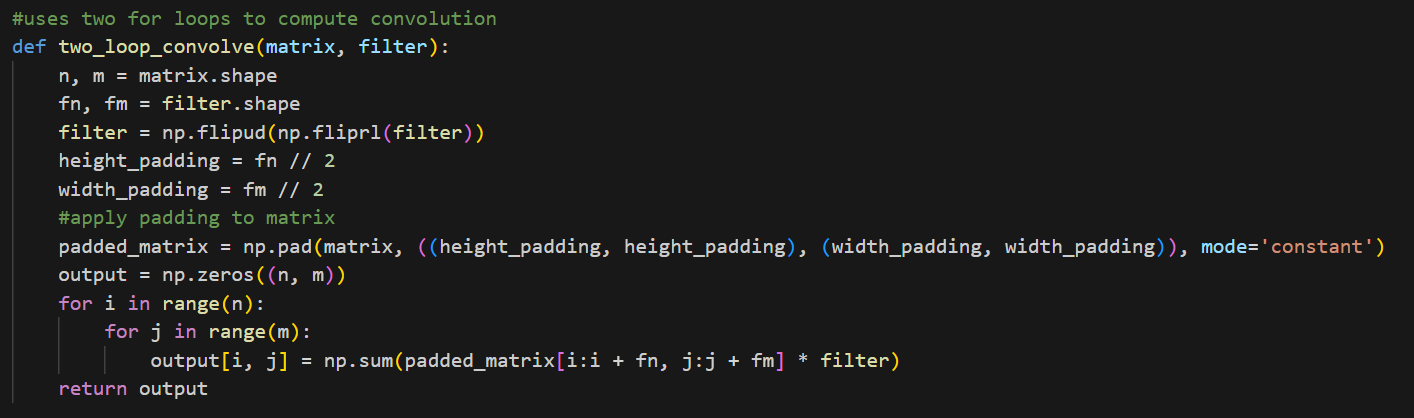 #uses two for loops to compute convolution
def two_loop_convolve(matrix, filter):
    n, m = matrix.shape
    fn, fm = filter.shape
    filter = np.flipud(np.fliprl(filter))
    height_padding = fn // 2
    width_padding = fm // 2
    #apply padding to matrix
    padded_matrix = np.pad(matrix, ((height_padding, height_padding), (width_padding, width_padding)), mode='constant')
    output = np.zeros((n, m))
    for i in range(n):
        for j in range(m):
            output[i, j] = np.sum(padded_matrix[i:i + fn, j:j + fm] * filter)
    return output